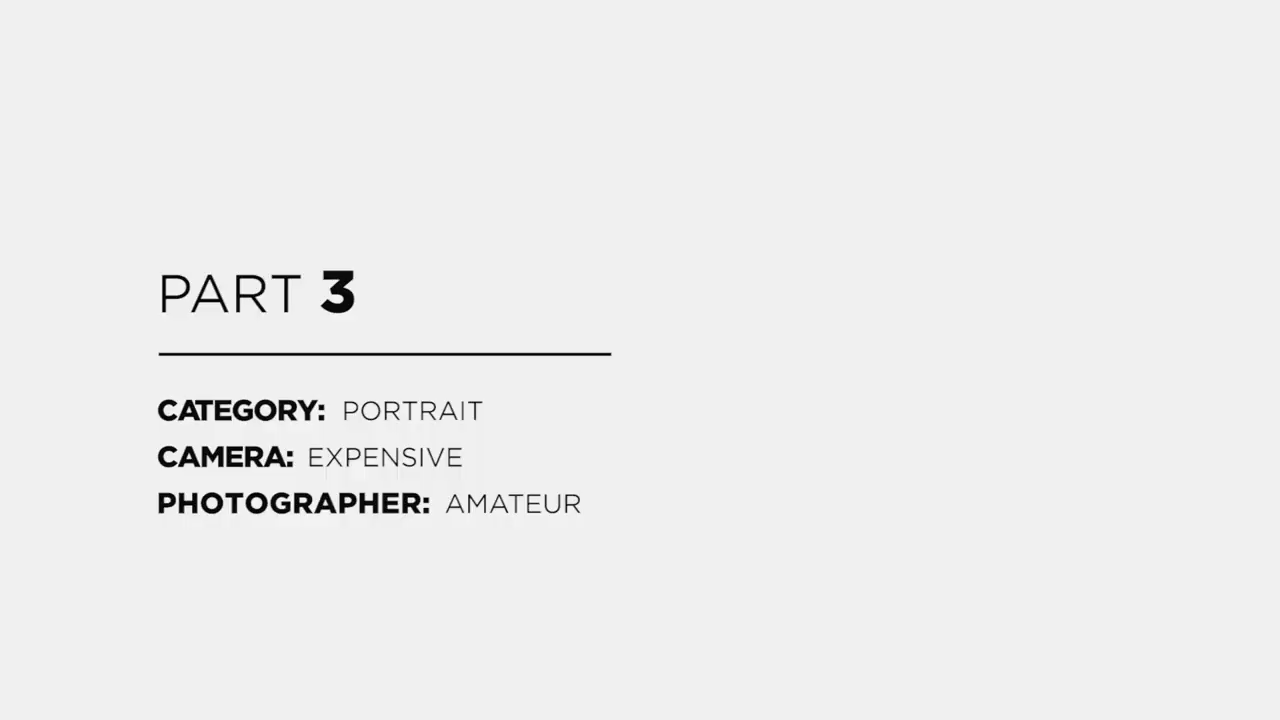 PART 3
CATEGORY: PORTRAIT
CAMERA: EXPENSIVE
PHOTOGRAPHER: AMATEUR